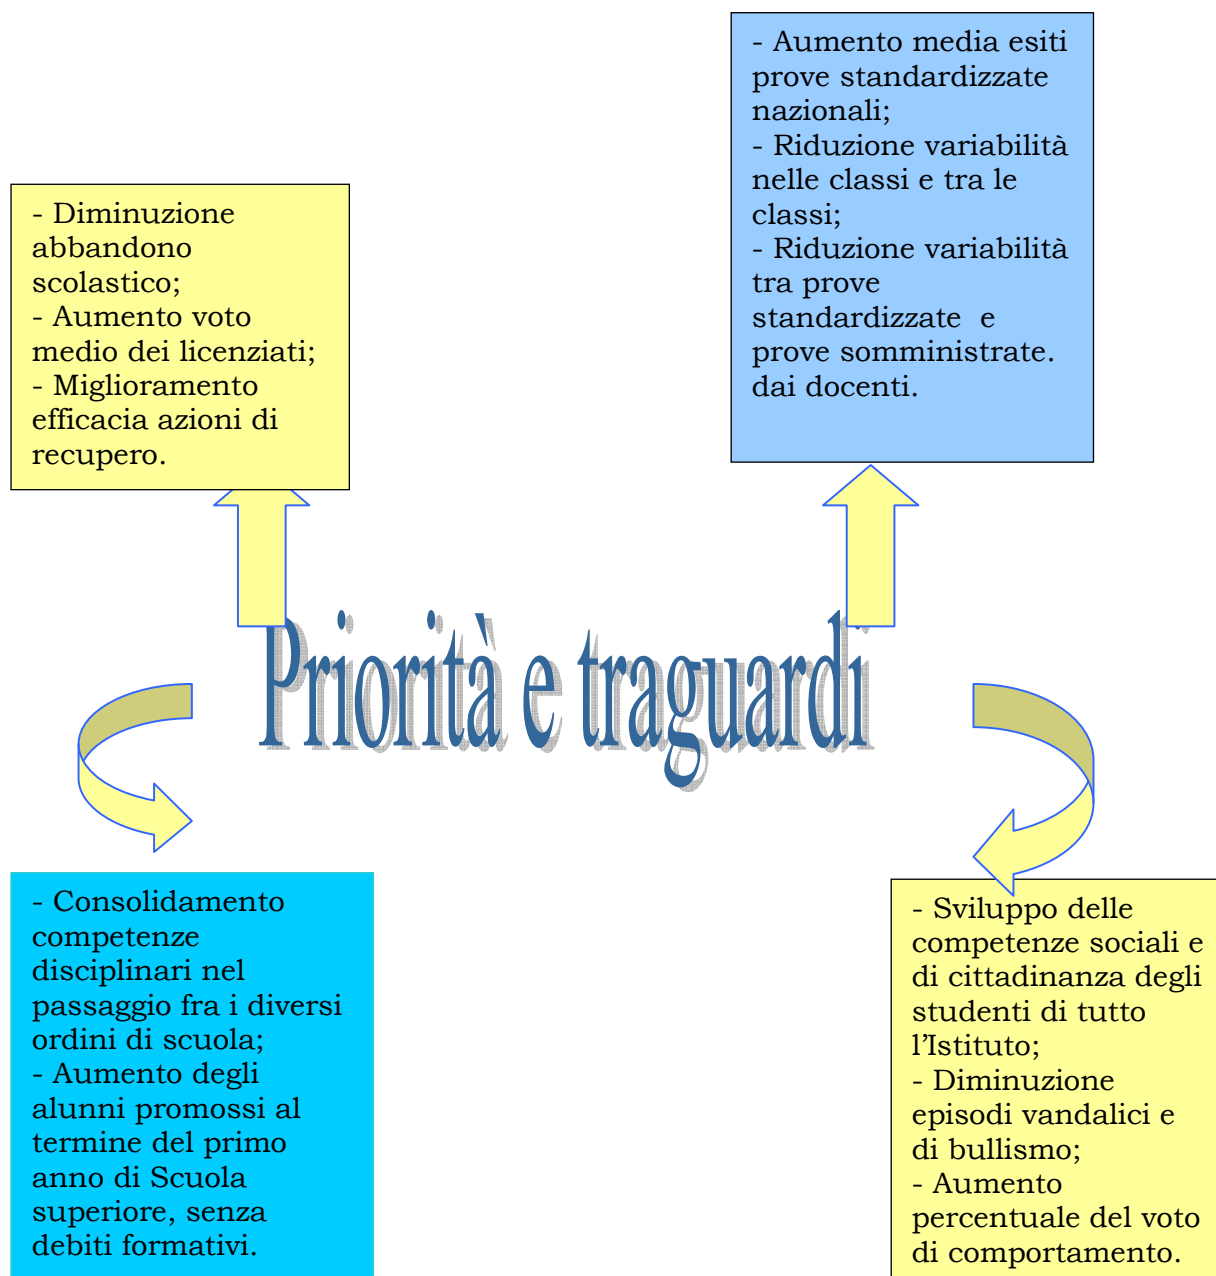 - Diminuzione
abbandono
scolastico;
- Aumento voto
medio dei licenziati;
- Miglioramento
efficacia azioni di
recupero.
- Aumento media esiti
prove standardizzate
nazionali;
- Riduzione variabilità
nelle classi e tra le
classi;
- Riduzione variabilità
tra prove
standardizzate  e
prove somministrate.
dai docenti.
Priorità e traguardi
- Consolidamento
competenze
disciplinari nel
passaggio fra i diversi
ordini di scuola;
- Aumento degli
alunni promossi al
termine del primo
anno di Scuola
superiore, senza
debiti formativi.
- Sviluppo delle
competenze sociali e
di cittadinanza degli
studenti di tutto
l’Istituto;
- Diminuzione
episodi vandalici e
di bullismo;
- Aumento
percentuale del voto
di comportamento.